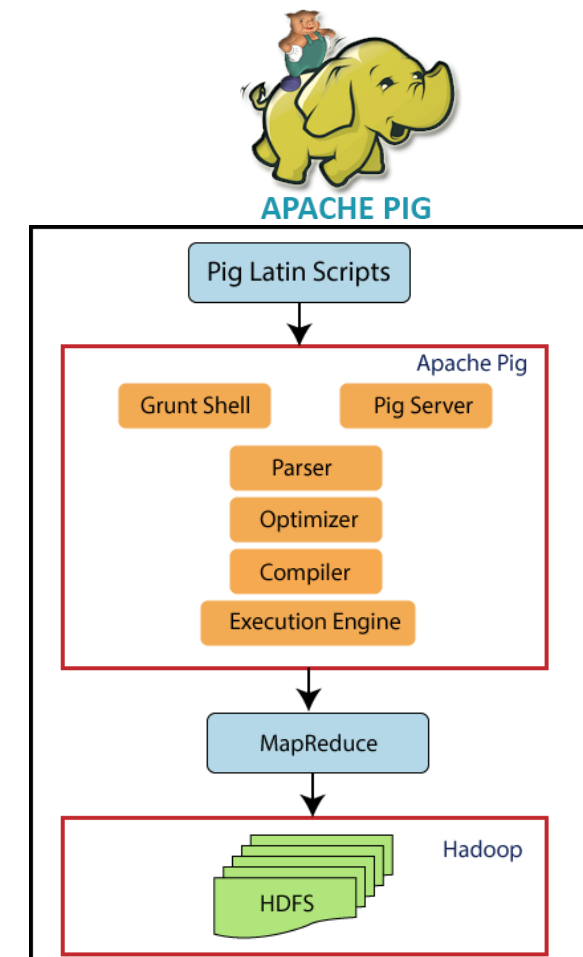 APACHE PIG
Pig Latin Scripts
Apache Pig
Grunt Shell
Pig Server
Parser
Optimizer
Compiler
Execution Engine
MapReduce
Hadoop
HDFS